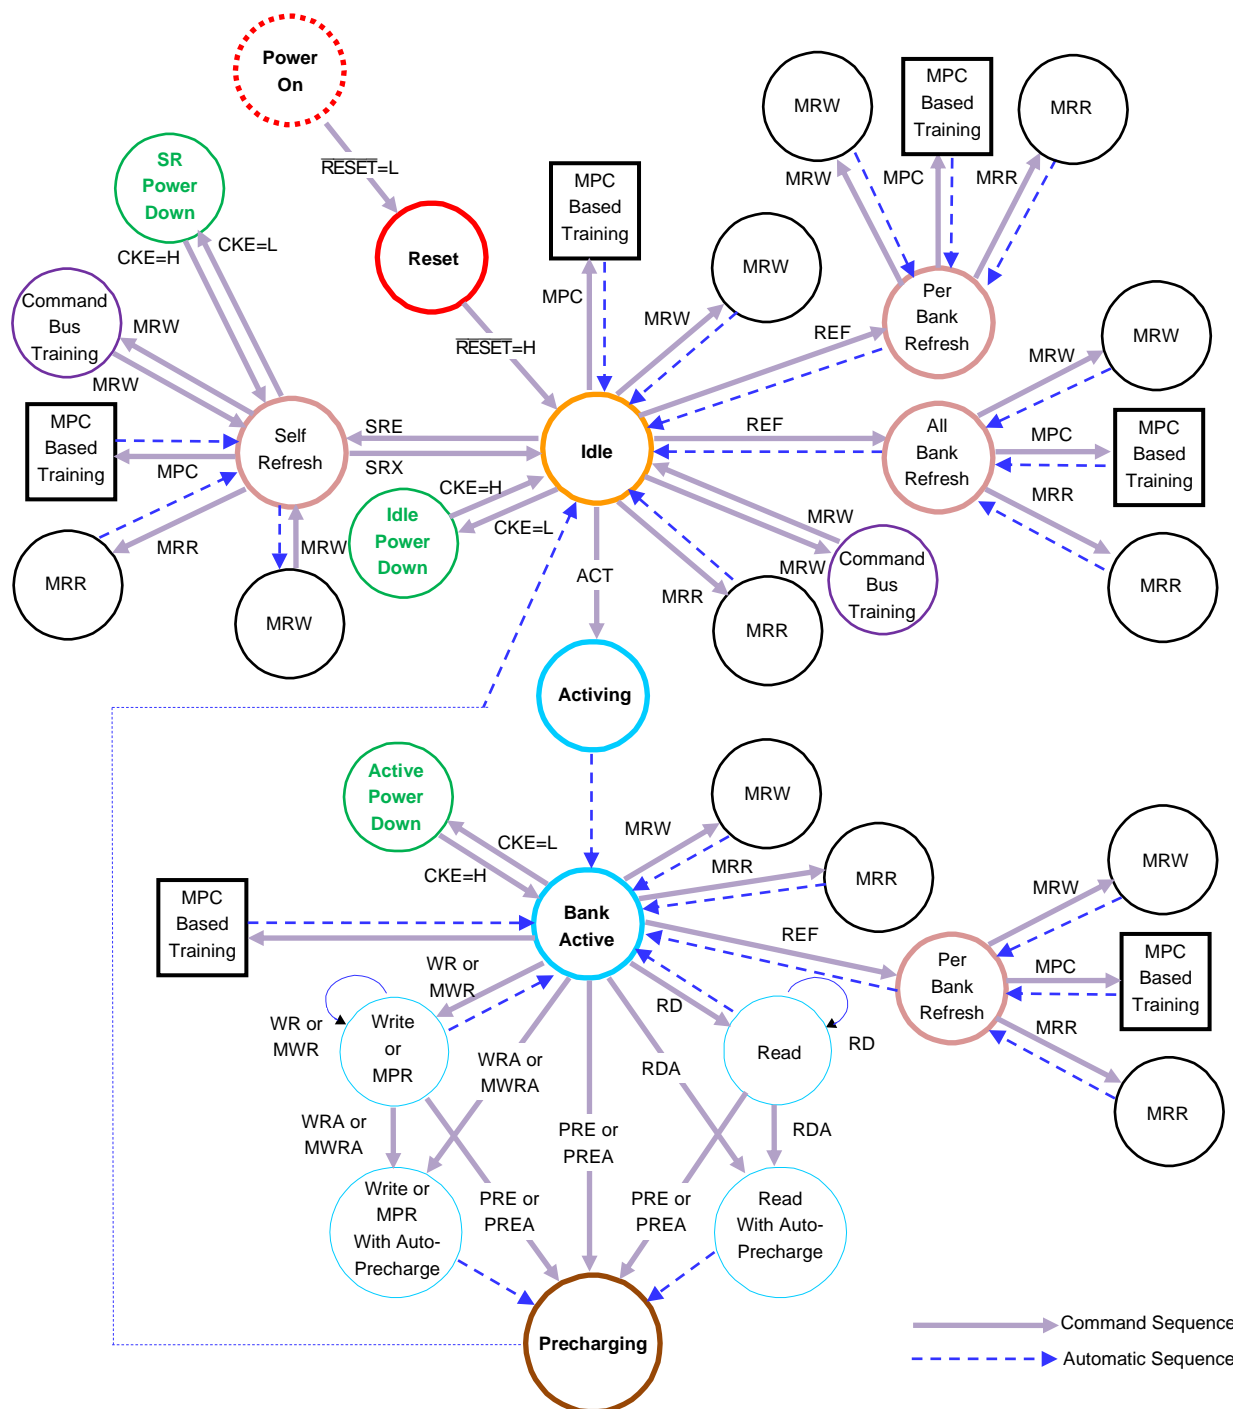 Power
On
RESET=L
Reset
RESET=H
SR
Power
Down
CKE=H
CKE=L
Command
Bus
Training
MRW
MRW
MPC
Based
Training
MPC
Self
Refresh
MRR
MRR
MRW
MRW
SRE
SRX
Idle
Power
Down
CKE=H
CKE=L
Idle
MPC
Based
Training
MPC
MRW
MRW
MRW
MRW
MPC
Based
Training
MPC
MRR
MRR
Per
Bank
Refresh
REF
REF
All
Bank
Refresh
MRW
MRW
MPC
MPC
Based
Training
MRR
MRR
MRW
MRW
Command
Bus
Training
MRR
MRR
ACT
Activing
Active
Power
Down
CKE=L
CKE=H
MRW
MRW
MRR
MRR
MPC
Based
Training
Bank
Active
REF
Per
Bank
Refresh
MRW
MRW
MPC
MPC
Based
Training
MRR
MRR
WR or
MWR
WR or
MWR
Write
or
MPR
RD
Read
RD
WRA or
MWRA
RDA
WRA or
MWRA
PRE or
PREA
RDA
Write or
MPR
With Auto-
Precharge
PRE or
PREA
PRE or
PREA
Read
With Auto-
Precharge
Precharging
Command Sequence
Automatic Sequence